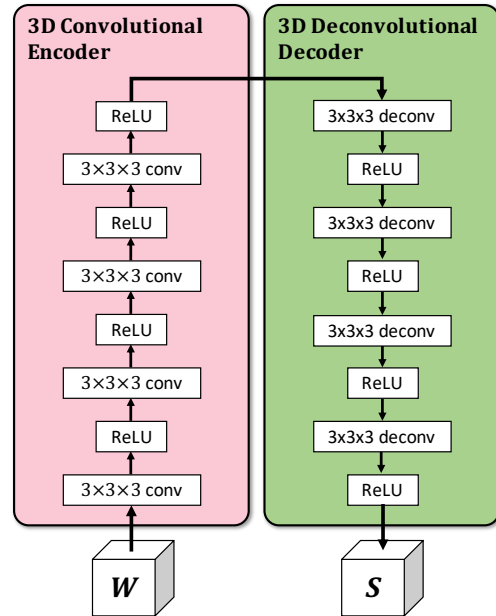 3D Convolutional
Encoder
ReLU
3×3×3 conv
ReLU
3×3×3 conv
ReLU
3×3×3 conv
ReLU
3×3×3 conv
W
3D Deconvolutional
Decoder
3x3x3 deconv
ReLU
3x3x3 deconv
ReLU
3x3x3 deconv
ReLU
3x3x3 deconv
ReLU
S